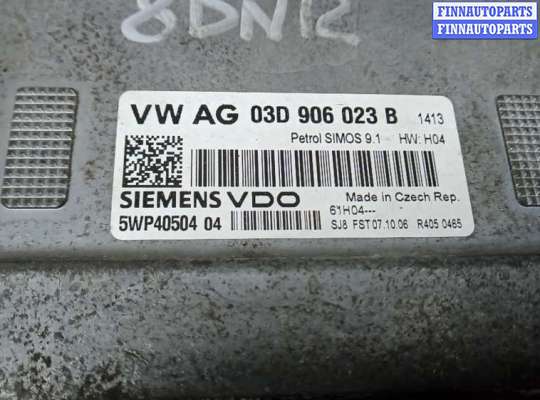 FINNAUTOPARTS
FINNAUTOPARTS
8DN12
VW AG 03D 906 023 B 1413
Petrol SIMOS 9.1 HW: H04
SIEMENS VDO Made in Czech Rep.
61H04---
5WP40504 04 SJ8 FST 07.10.06 R405 0465